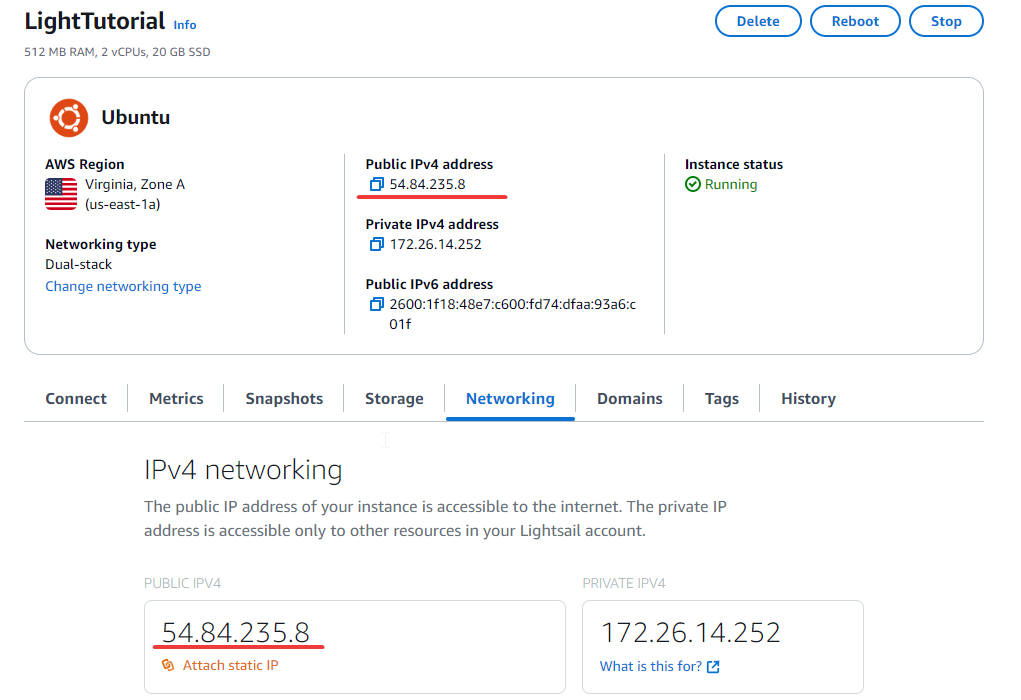 LightTutorial Info
Delete
Reboot
Stop
512 MB RAM, 2 vCPUs, 20 GB SSD
Ubuntu
AWS Region
Virginia, Zone A
(us-east-1a)
Networking type
Dual-stack
Change networking type
Public IPv4 address
54.84.235.8
Private IPv4 address
172.26.14.252
Public IPv6 address
2600:1f18:48e7:c600:fd74:dfaa:93a6:c
01f
Instance status
Running
Connect
Metrics
Snapshots
Storage
Networking
Domains
Tags
History
IPv4 networking
The public IP address of your instance is accessible to the internet. The private IP
address is accessible only to other resources in your Lightsail account.
PUBLIC IPV4
54.84.235.8
Attach static IP
PRIVATE IPV4
172.26.14.252
What is this for?